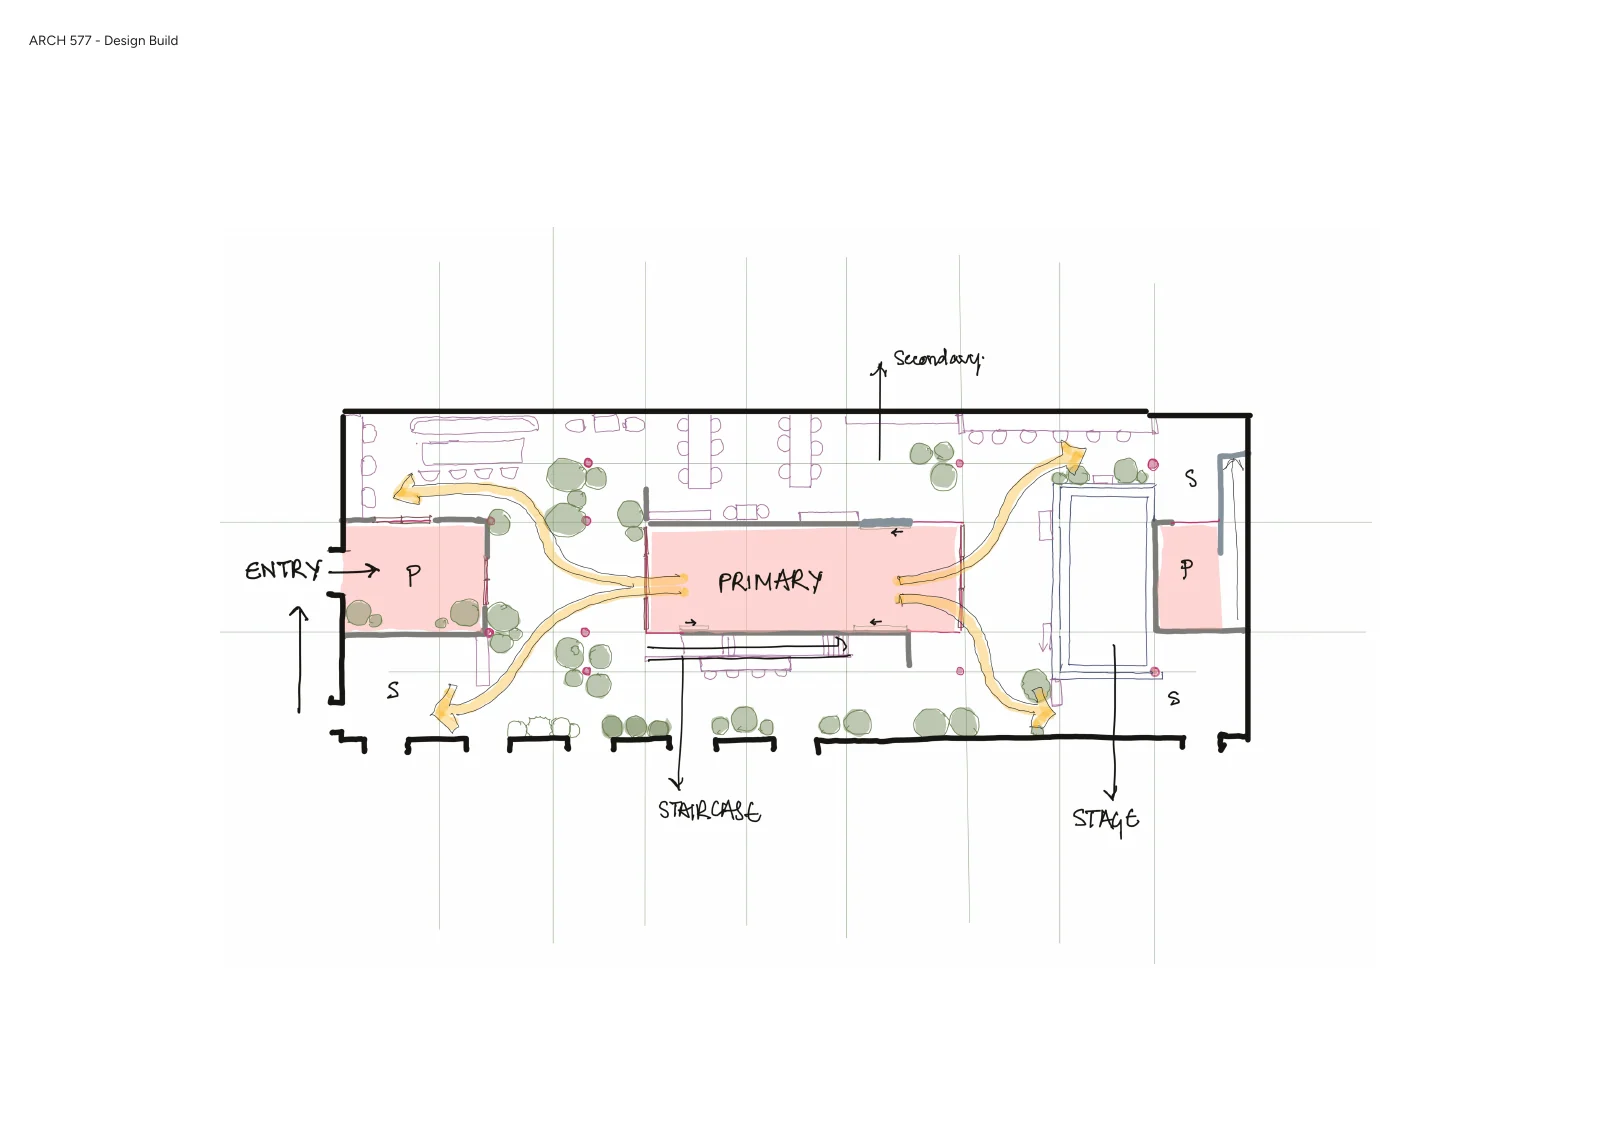 ARCH 577 - Design Build
Secondary.
S
ENTRY
P
PRIMARY
P
S
S
STAIRCASE
STAGE